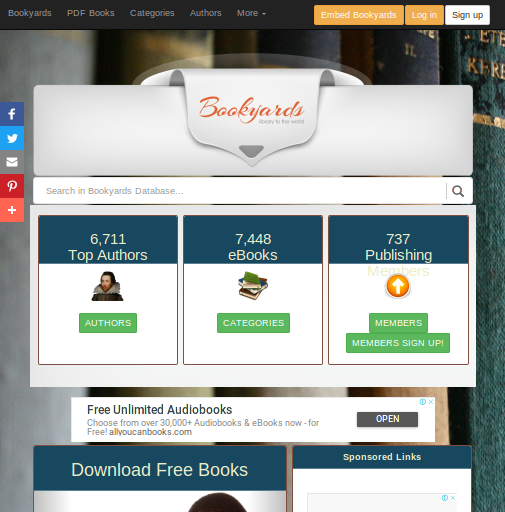 Bookyards PDF Books Categories Authors More Embed Bookyards Log in Sign up
Bookyards
library to the world
Search in Bookyards Database...
6,711
Top Authors
AUTHORS
7,448
eBooks
CATEGORIES
737
Publishing
Members
MEMBERS
MEMBERS SIGN UP!
Free Unlimited Audiobooks
Choose from over 30,000+ Audiobooks & eBooks now - for
Free! allyoucanbooks.com
OPEN
Download Free Books
Sponsored Links